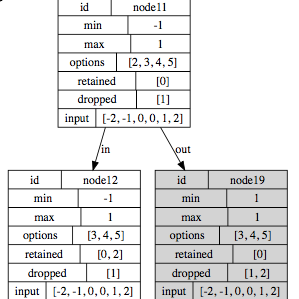 id node11
min -1
max 1
options [2, 3, 4, 5]
retained [0]
dropped [1]
input [-2, -1, 0, 0, 1, 2]
in out
id node12
min -1
max 1
options [3, 4, 5]
retained [0, 2]
dropped [1]
input [-2, -1, 0, 0, 1, 2]
id node19
min 1
max 1
options [3, 4, 5]
retained [0]
dropped [1, 2]
input [-2, -1, 0, 0, 1, 2]